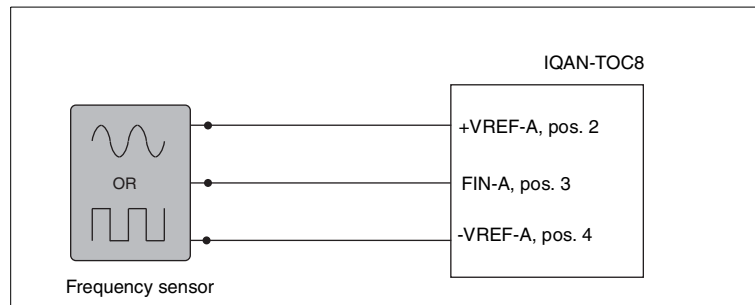 IQAN-TOC8
+VREF-A, pos. 2
OR
FIN-A, pos. 3
-VREF-A, pos. 4
Frequency sensor